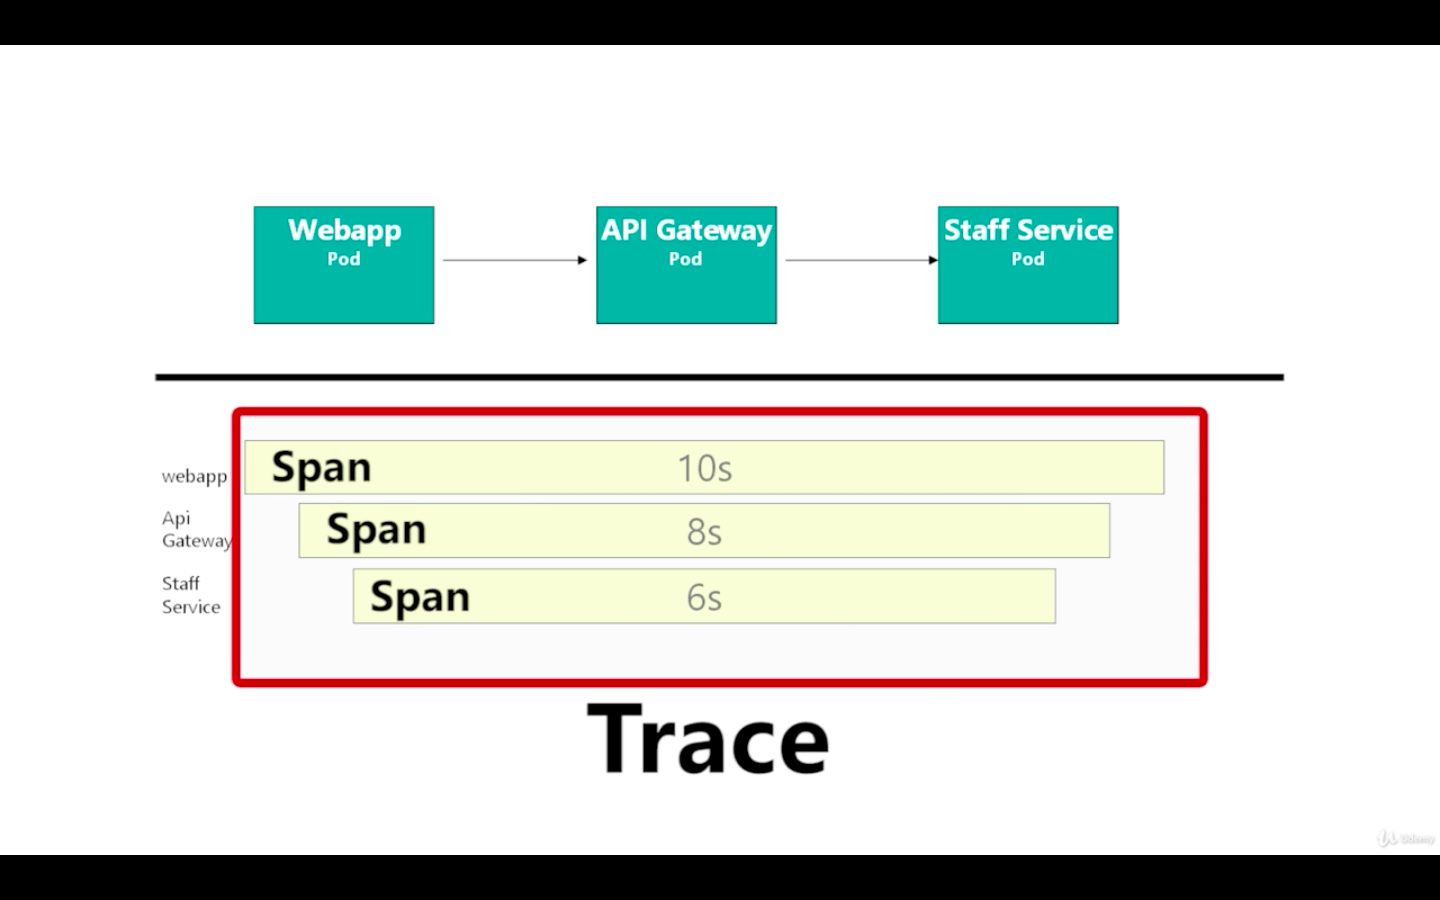 Webapp
Pod
API Gateway
Pod
Staff Service
Pod
webapp
Span
10s
Api
Gateway
Span
8s
Staff
Service
Span
6s
Trace
Udemy